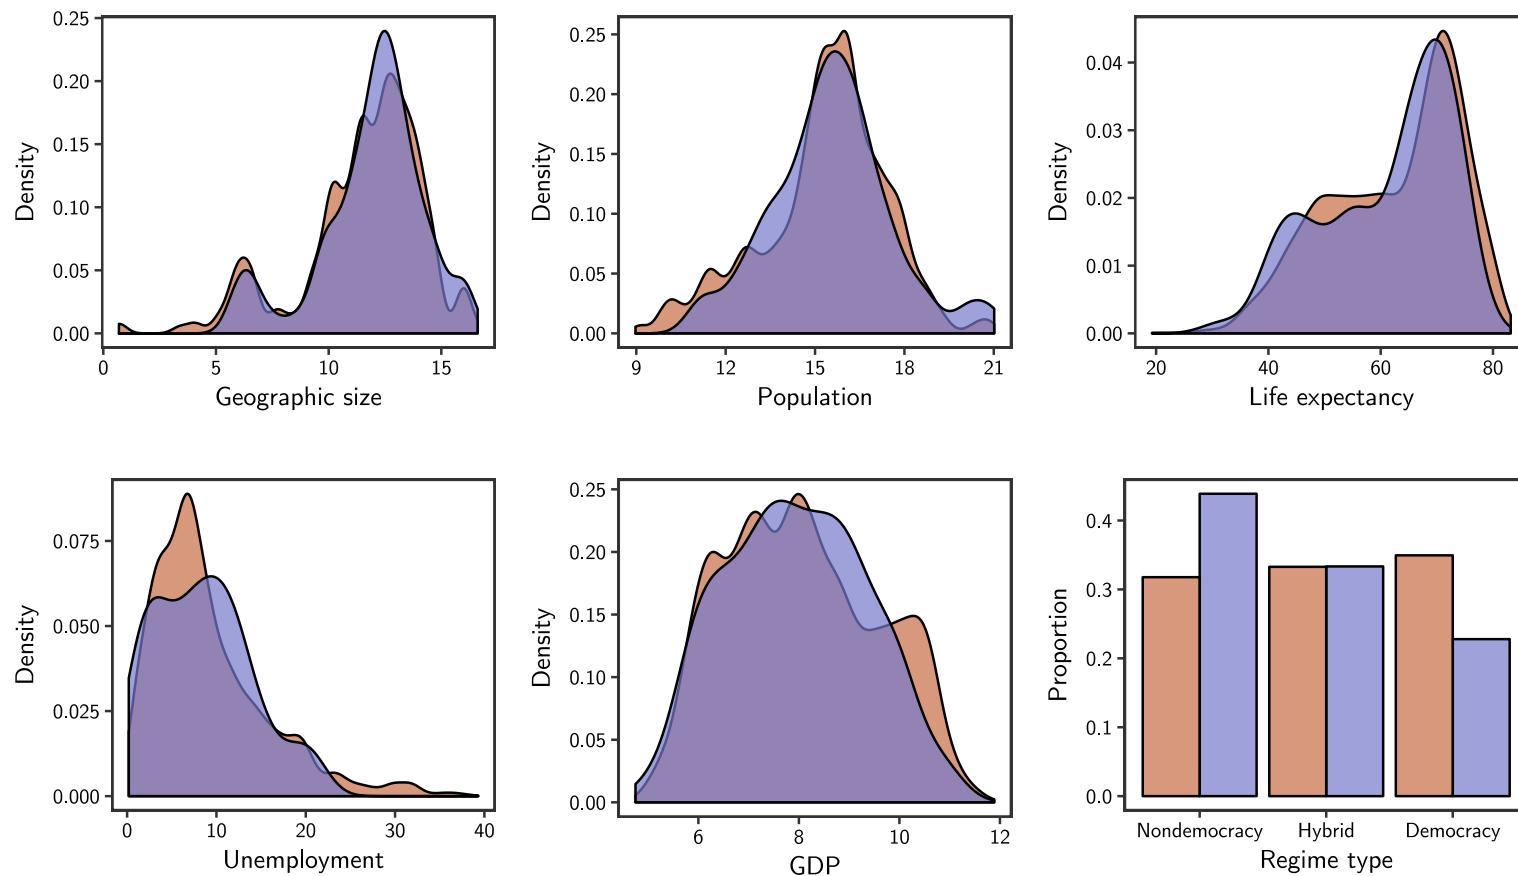 0.25
0.20
0.15
0.10
0.05
0.00
Density
0 5 10 15
Geographic size
0.25
0.20
0.15
0.10
0.05
0.00
Density
9 12 15 18 21
Population
0.04
0.03
0.02
0.01
0.00
Density
20 40 60 80
Life expectancy
0.075
0.050
0.025
0.000
Density
0 10 20 30 40
Unemployment
0.25
0.20
0.15
0.10
0.05
0.00
Density
6 8 10 12
GDP
0.4
0.3
0.2
0.1
0.0
Proportion
Nondemocracy Hybrid Democracy
Regime type